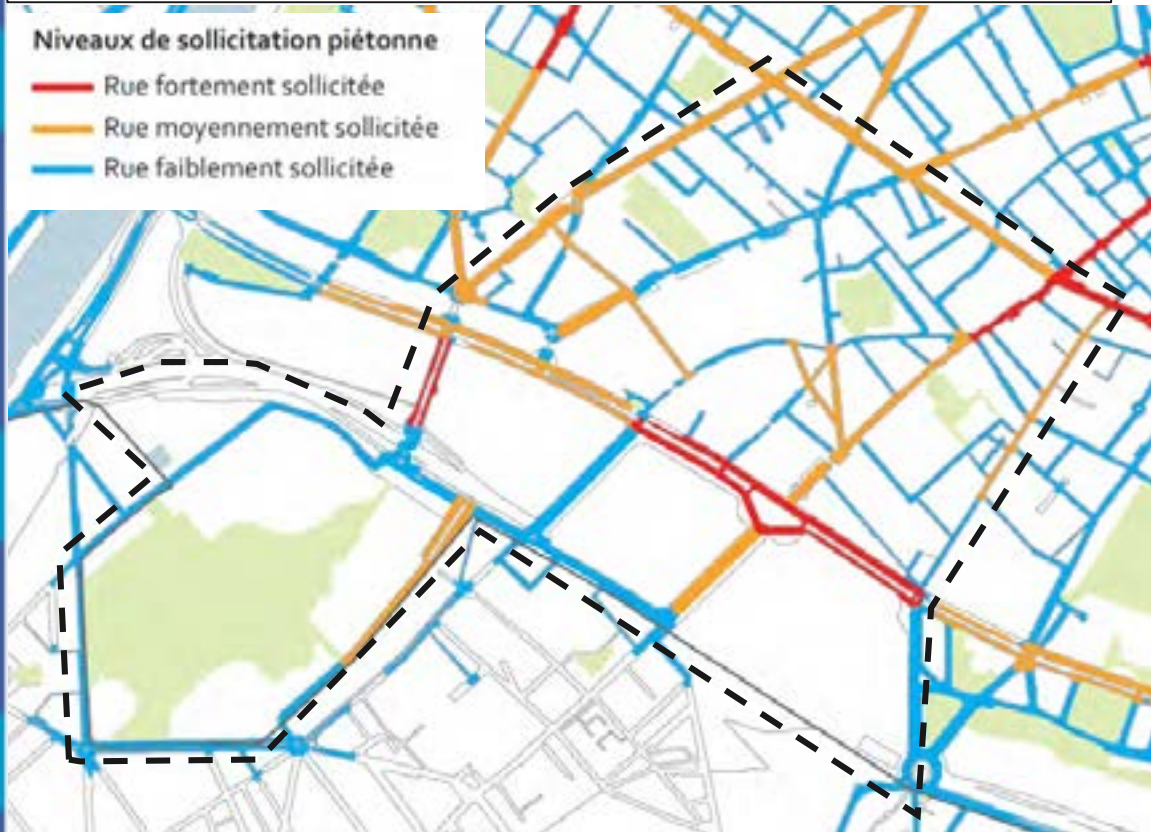 Niveaux de sollicitation piétonne
Rue fortement sollicitée
Rue moyennement sollicitée
Rue faiblement sollicitée